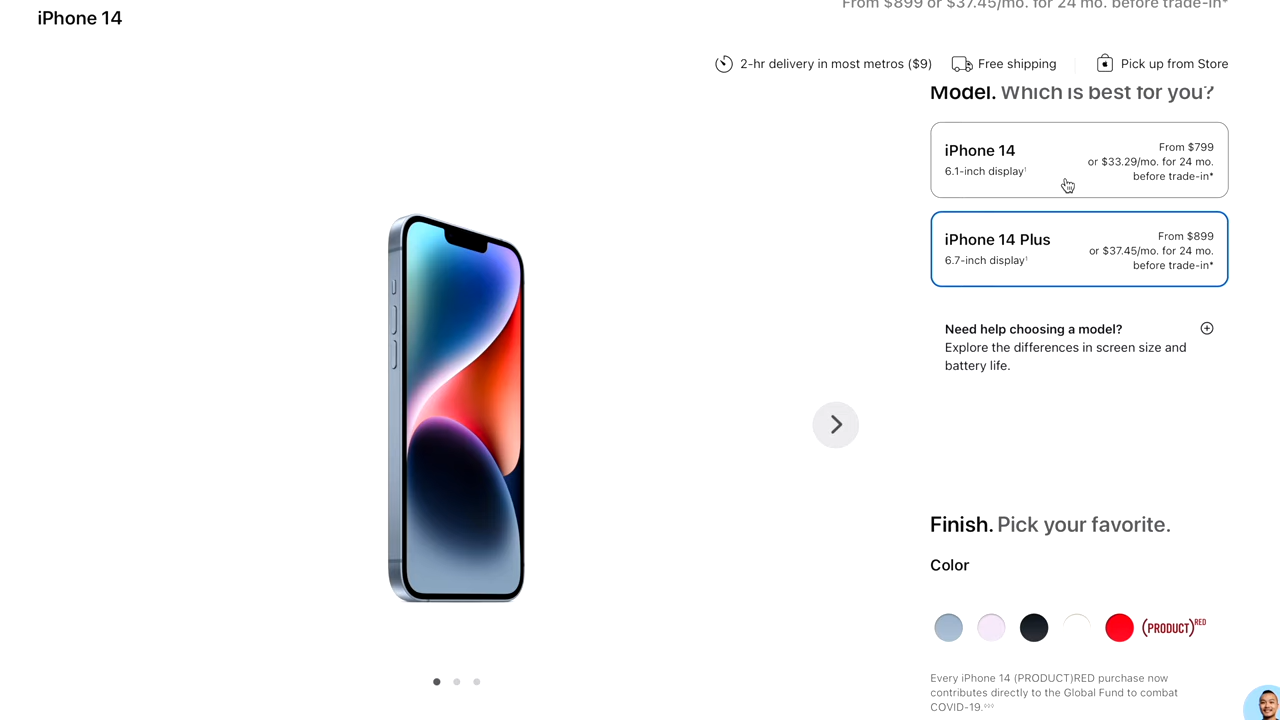 iPhone 14
From $899 or $37.45/mo. for 24 mo. before trade-in*
2-hr delivery in most metros ($9)
Free shipping
Pick up from Store
Model. Which is best for you?
iPhone 14
6.1-inch display¹
From $799
or $33.29/mo. for 24 mo.
before trade-in*
iPhone 14 Plus
6.7-inch display¹
From $899
or $37.45/mo. for 24 mo.
before trade-in*
Need help choosing a model?
Explore the differences in screen size and
battery life.
Finish. Pick your favorite.
Color
(PRODUCT)RED
Every iPhone 14 (PRODUCT)RED purchase now
contributes directly to the Global Fund to combat
COVID-19.◊◊◊